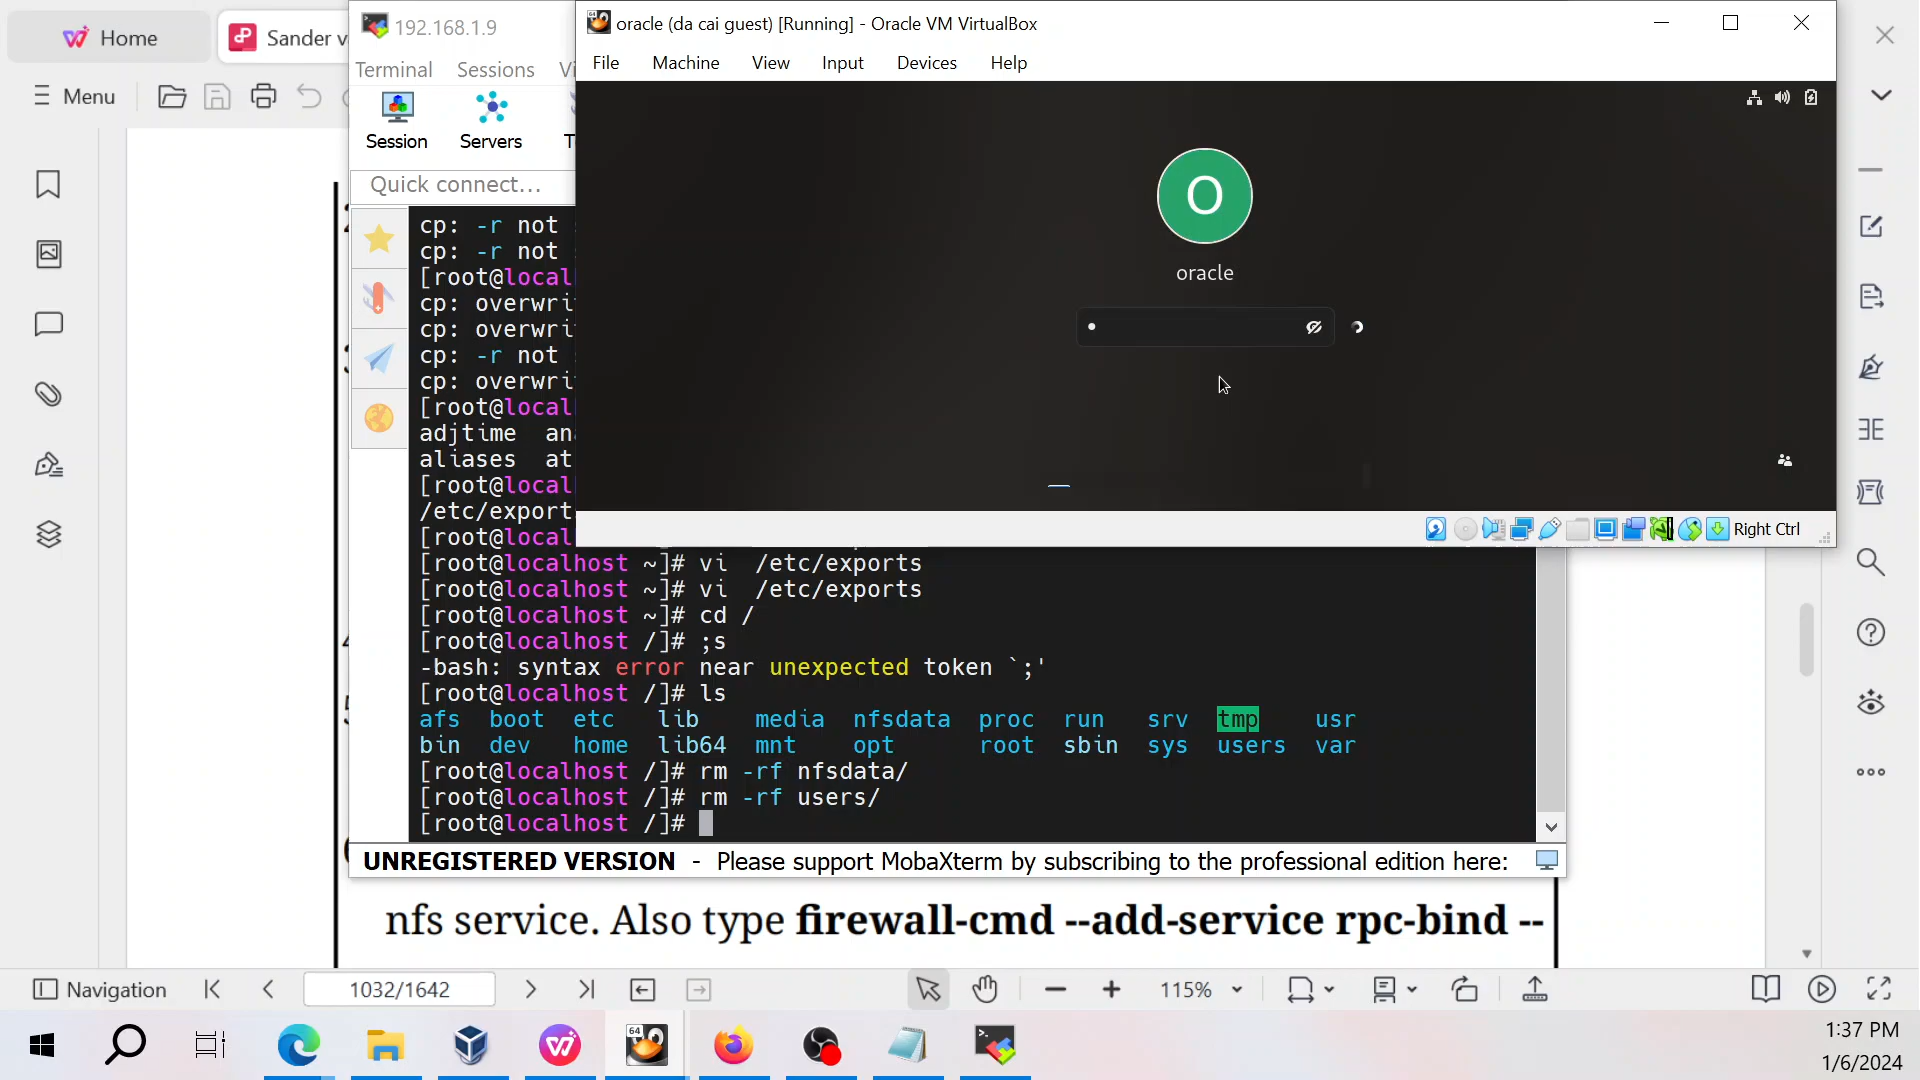 Home
Sander v
192.168.1.9
oracle (da cai guest) [Running] - Oracle VM VirtualBox
File Machine View Input Devices Help
Terminal Sessions Vi
Menu
Session Servers T
Quick connect...
O
oracle
cp: -r not
cp: -r not
[root@local
cp: overwri
cp: overwri
cp: -r not
cp: overwri
[root@local
adjtime an
aliases at
[root@local
/etc/export
[root@local
Right Ctrl
[root@localhost ~]# vi /etc/exports
[root@localhost ~]# vi /etc/exports
[root@localhost ~]# cd /
[root@localhost /]# ;s
-bash: syntax error near unexpected token `;'
[root@localhost /]# ls
afs boot etc lib media nfsdata proc run srv tmp usr
bin dev home lib64 mnt opt root sbin sys users var
[root@localhost /]# rm -rf nfsdata/
[root@localhost /]# rm -rf users/
[root@localhost /]#
UNREGISTERED VERSION - Please support MobaXterm by subscribing to the professional edition here:
nfs service. Also type firewall-cmd --add-service rpc-bind --
Navigation 1032/1642 115%
64
1:37 PM
1/6/2024